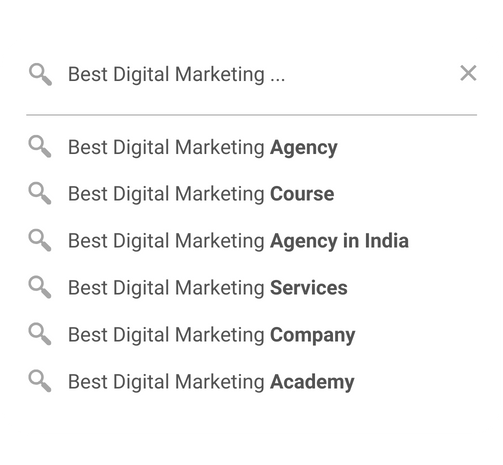 Best Digital Marketing ...
Best Digital Marketing Agency
Best Digital Marketing Course
Best Digital Marketing Agency in India
Best Digital Marketing Services
Best Digital Marketing Company
Best Digital Marketing Academy